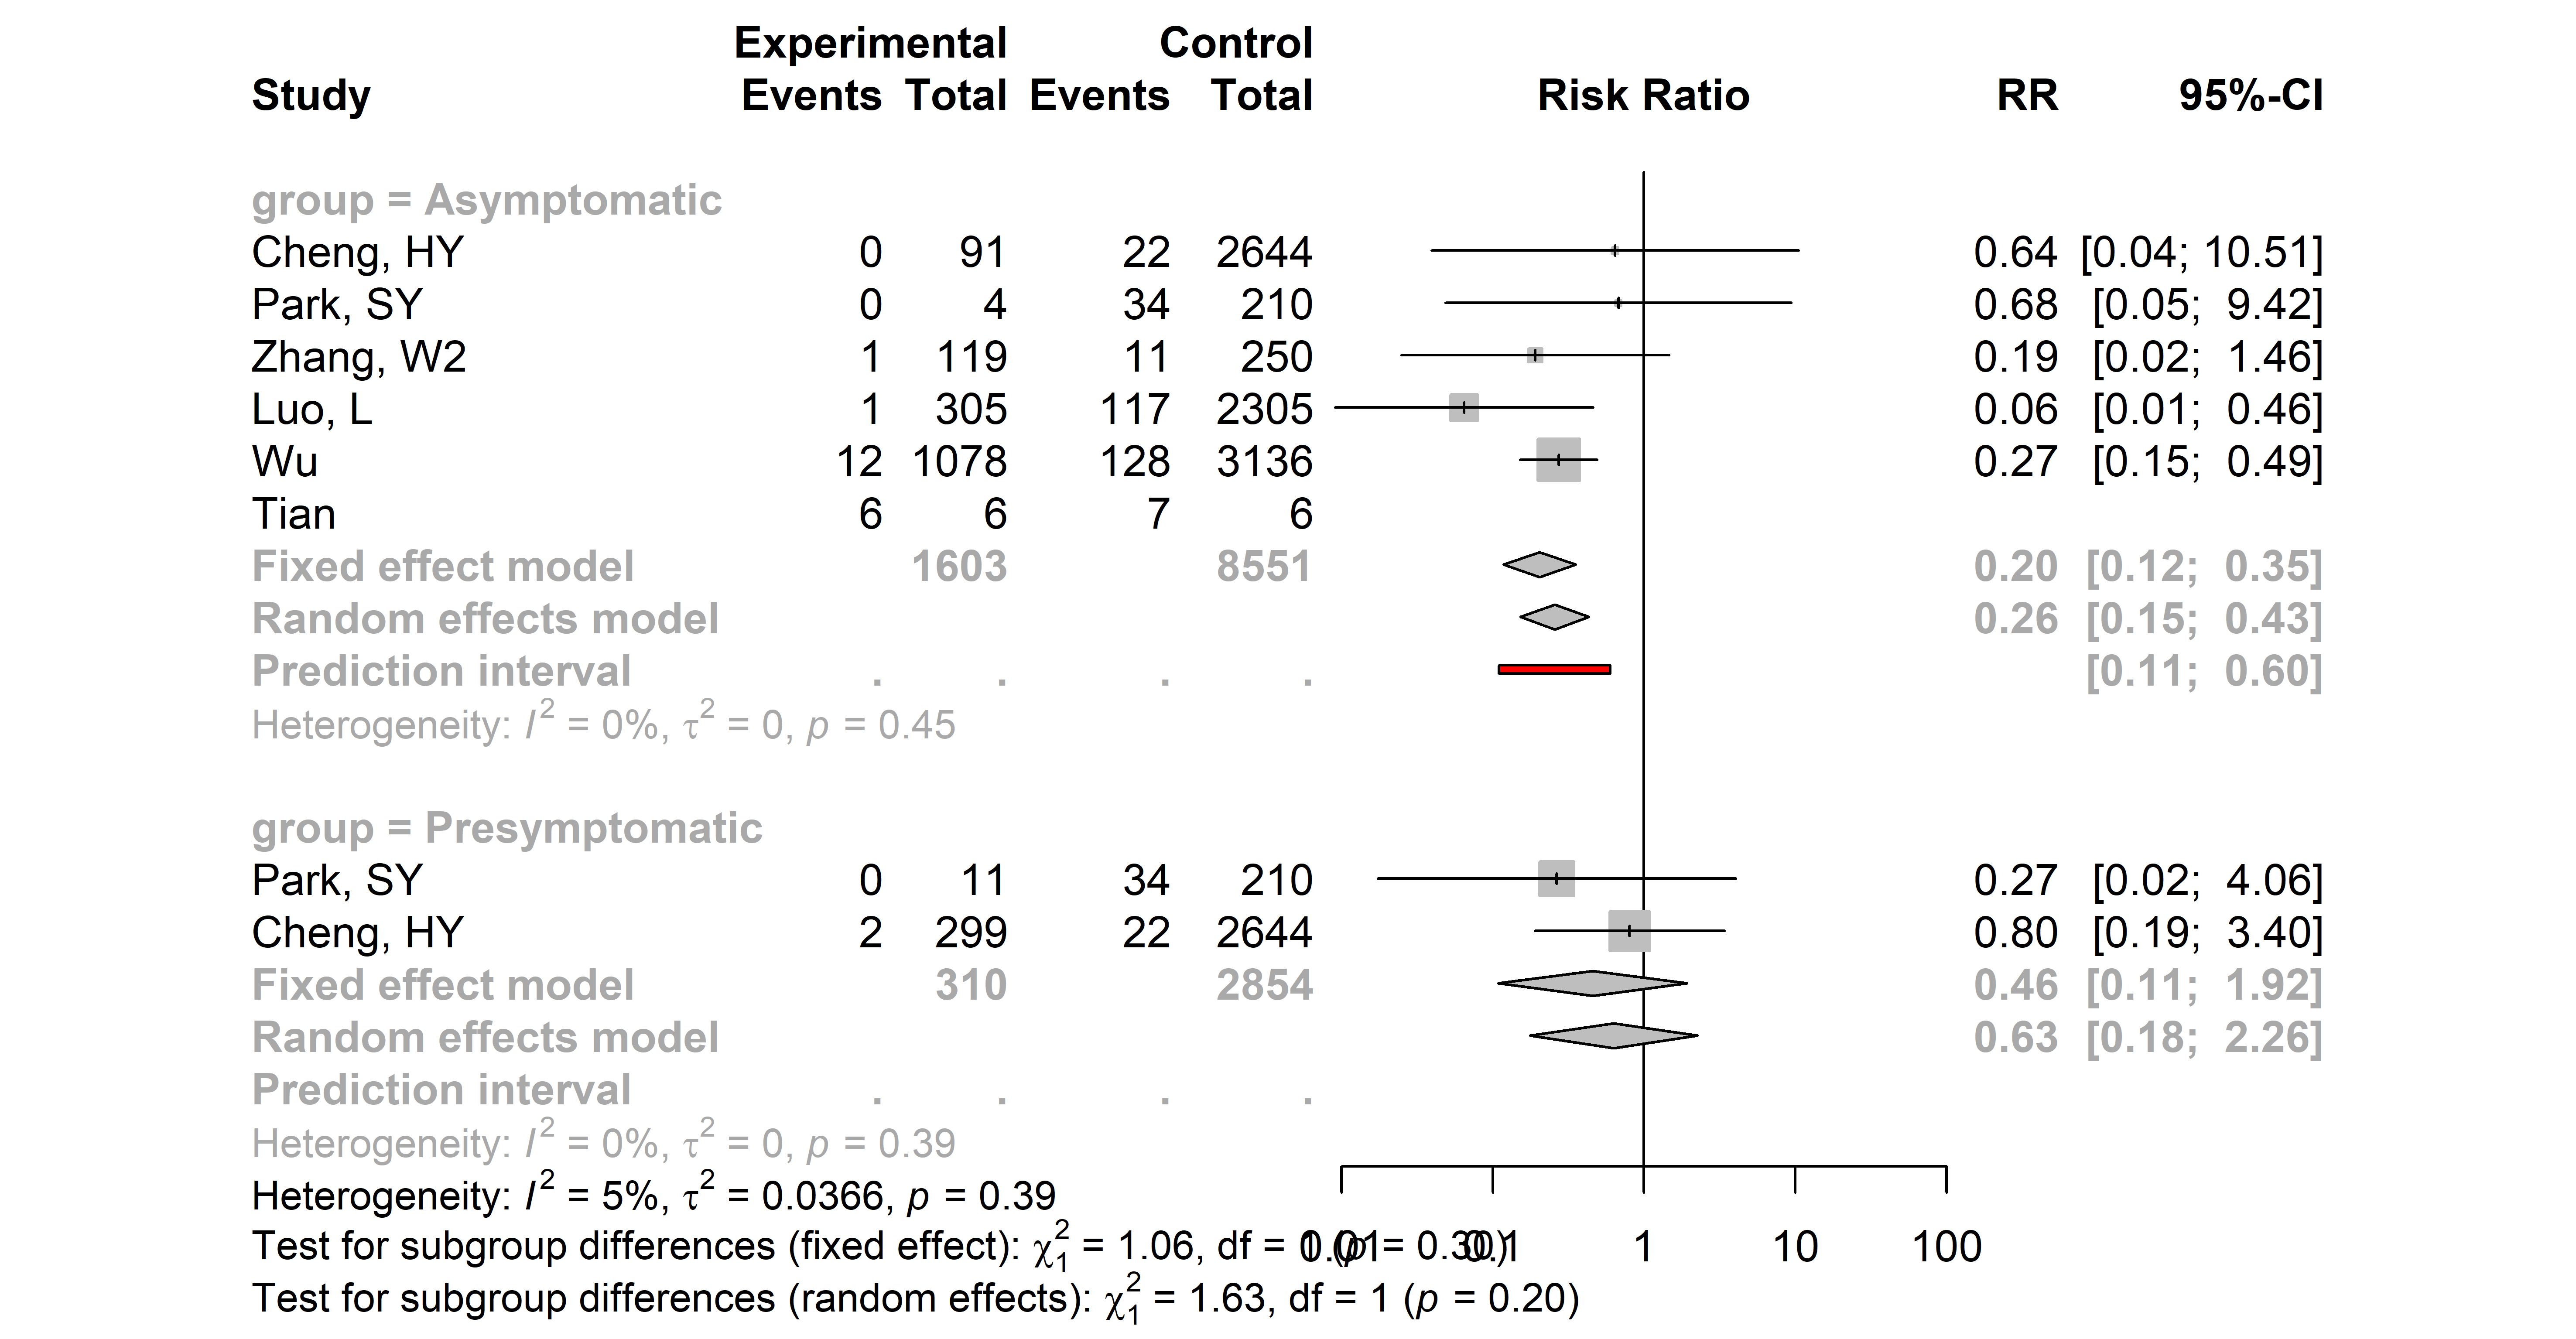 Experimental Control
Study Events Total Events Total Risk Ratio RR 95%-CI
group = Asymptomatic
Cheng, HY 0 91 22 2644 0.64 [0.04; 10.51]
Park, SY 0 4 34 210 0.68 [0.05; 9.42]
Zhang, W2 1 119 11 250 0.19 [0.02; 1.46]
Luo, L 1 305 117 2305 0.06 [0.01; 0.46]
Wu 12 1078 128 3136 0.27 [0.15; 0.49]
Tian 6 6 7 6
Fixed effect model 1603 8551 0.20 [0.12; 0.35]
Random effects model 0.26 [0.15; 0.43]
Prediction interval . . . . [0.11; 0.60]
Heterogeneity: I² = 0%, τ² = 0, p = 0.45
group = Presymptomatic
Park, SY 0 11 34 210 0.27 [0.02; 4.06]
Cheng, HY 2 299 22 2644 0.80 [0.19; 3.40]
Fixed effect model 310 2854 0.46 [0.11; 1.92]
Random effects model 0.63 [0.18; 2.26]
Prediction interval . . . .
Heterogeneity: I² = 0%, τ² = 0, p = 0.39
Heterogeneity: I² = 5%, τ² = 0.0366, p = 0.39
Test for subgroup differences (fixed effect): χ²₁ = 1.06, df = 1 (p = 0.30)
0.01 0.1 1 10 100
Test for subgroup differences (random effects): χ²₁ = 1.63, df = 1 (p = 0.20)